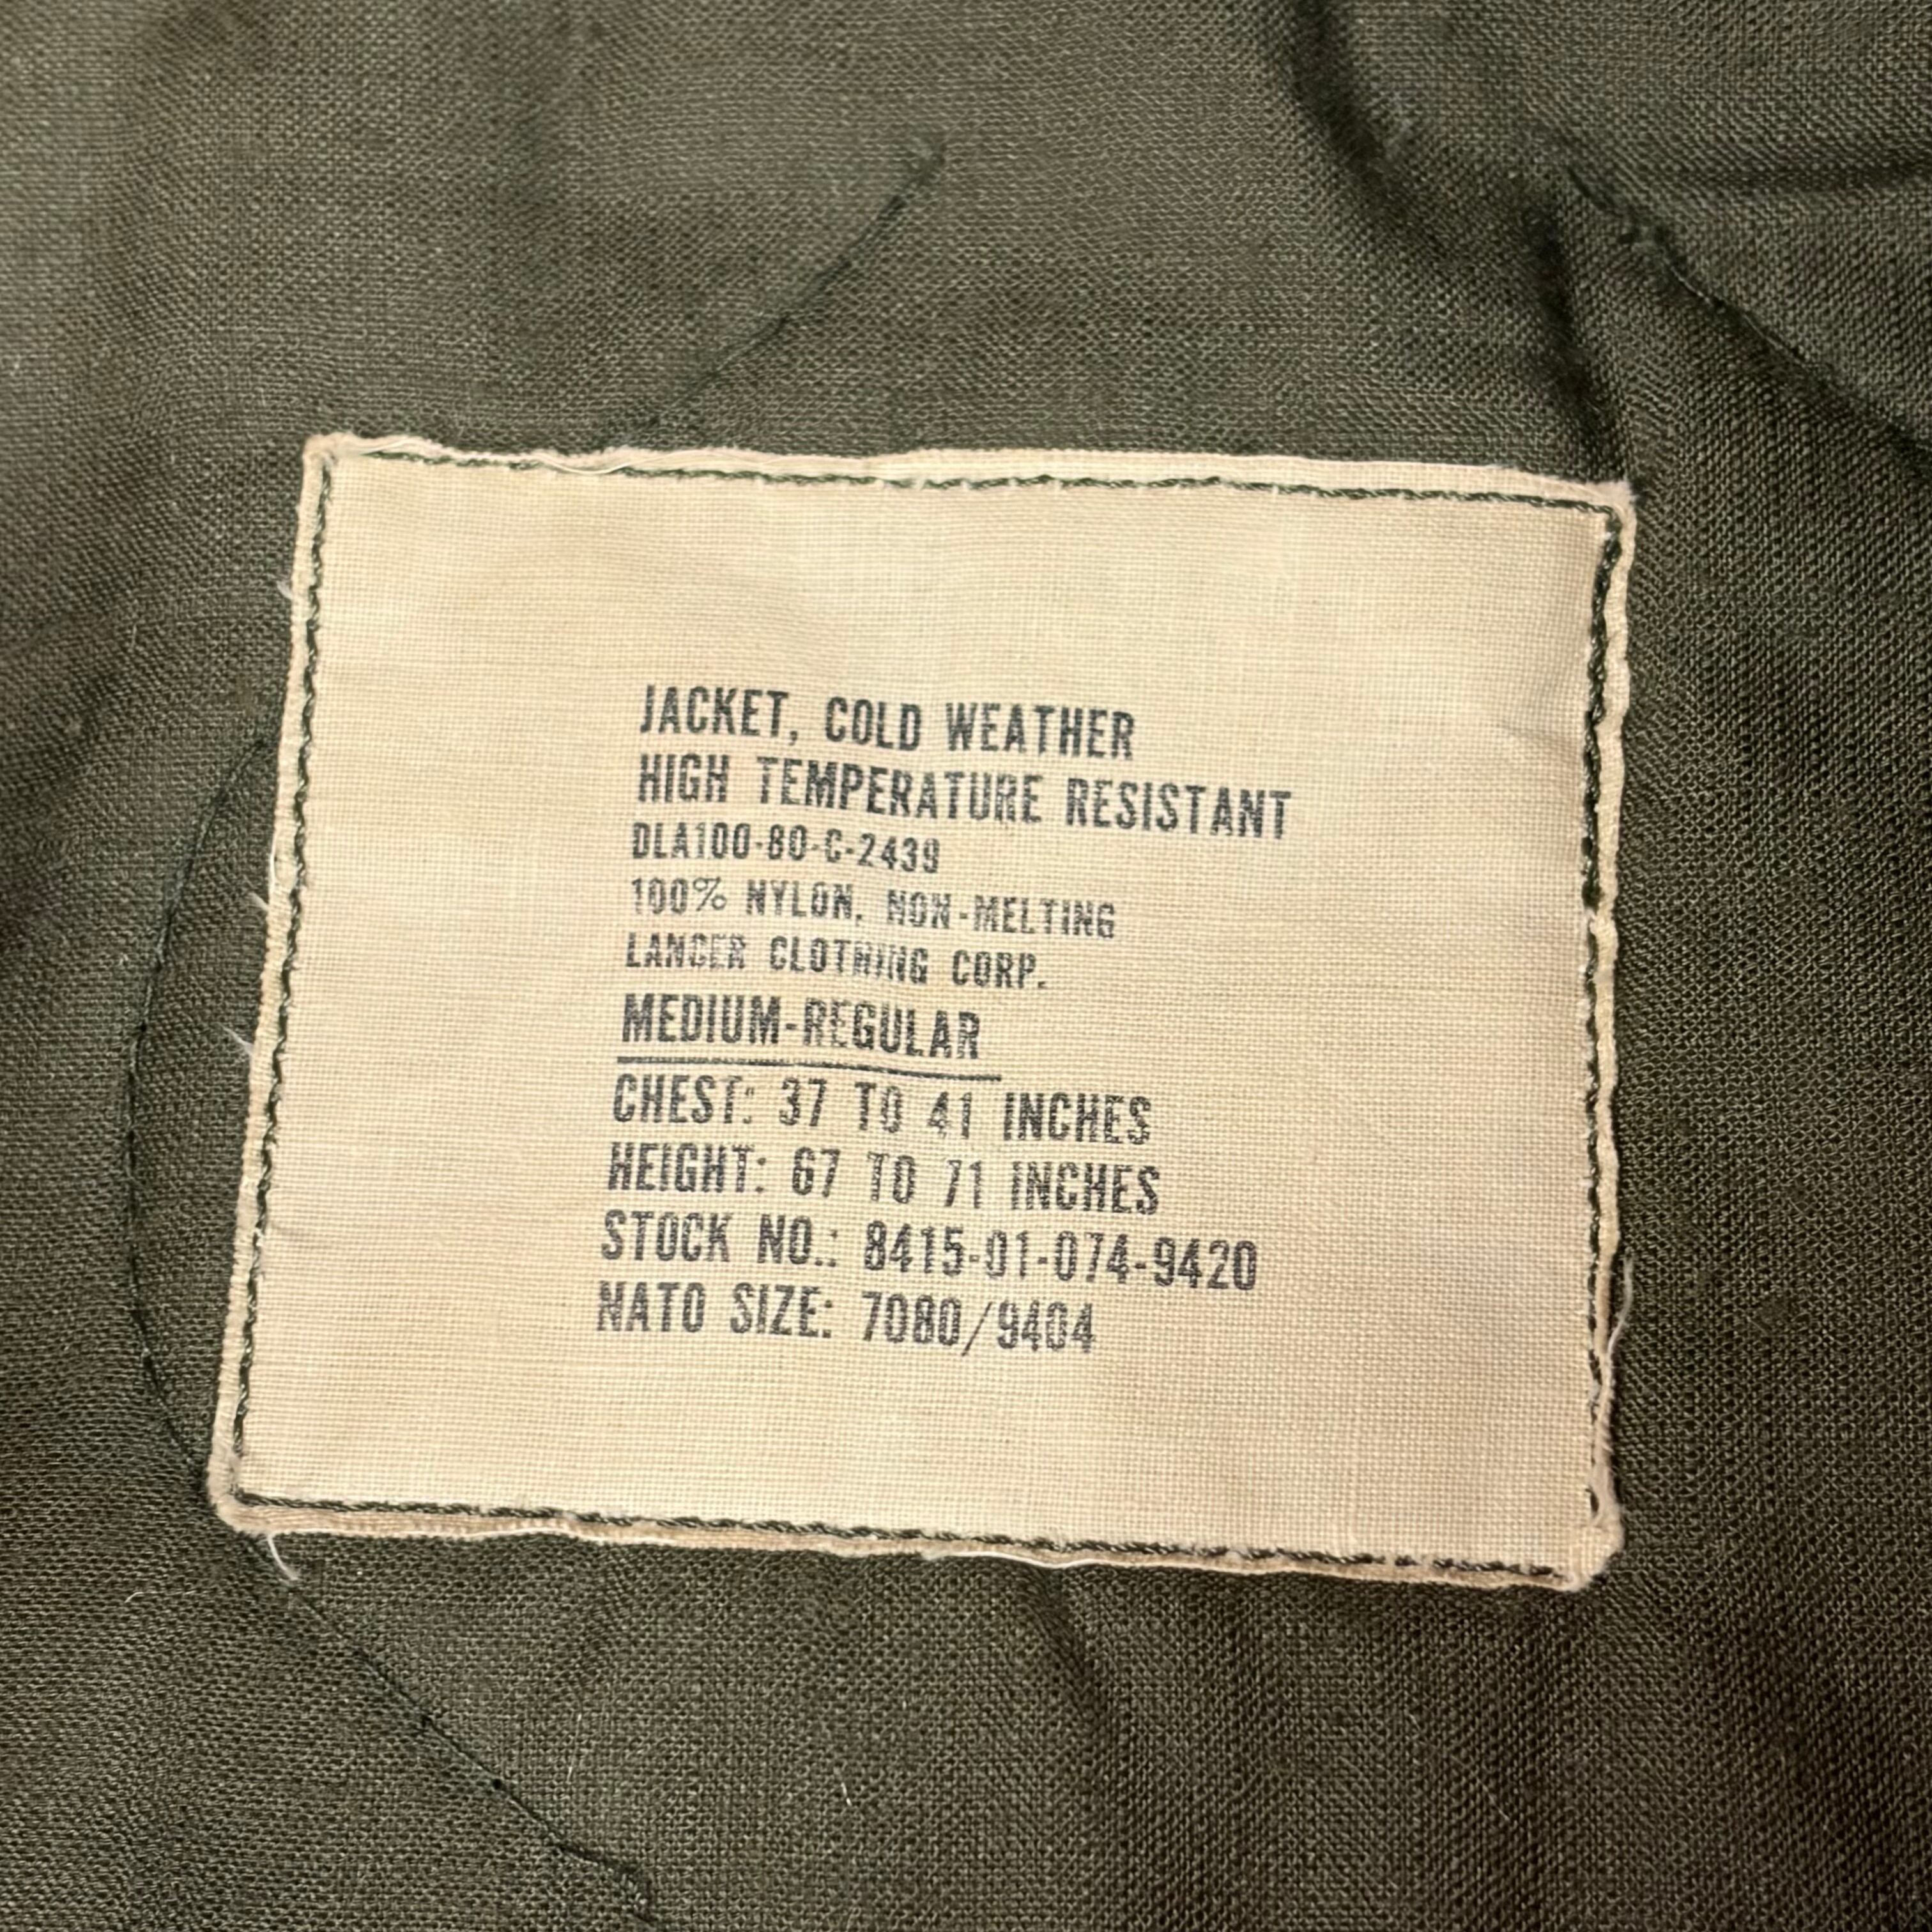 JACKET, COLD WEATHER
HIGH TEMPERATURE RESISTANT
DLA100-80-C-2439
100% NYLON, NON-MELTING
LANCER CLOTHING CORP.
MEDIUM-REGULAR
CHEST: 37 TO 41 INCHES
HEIGHT: 67 TO 71 INCHES
STOCK NO.: 8415-01-074-9420
NATO SIZE: 7080/9404